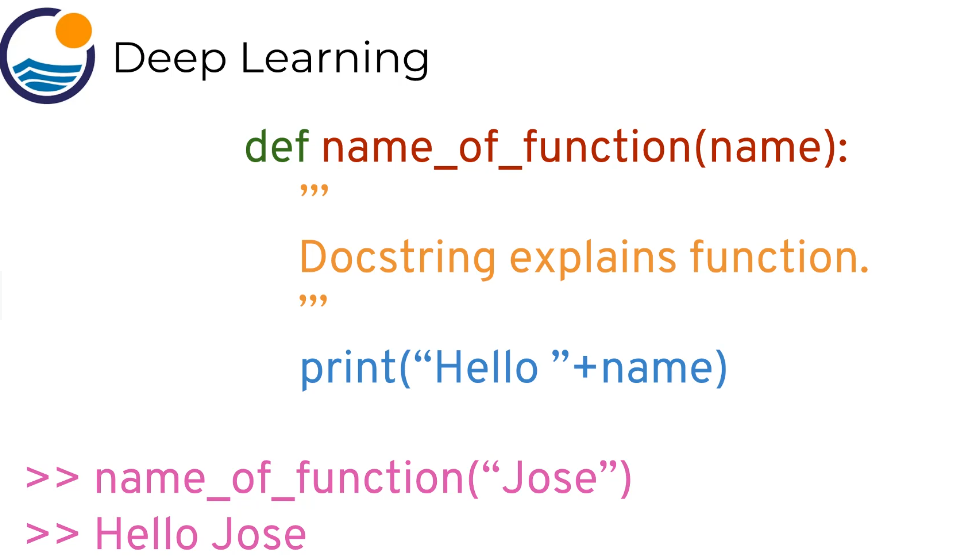 Deep Learning
def name_of_function(name):
’’’
Docstring explains function.
’’’
print(“Hello ”+name)
>> name_of_function(“Jose”)
>> Hello Jose